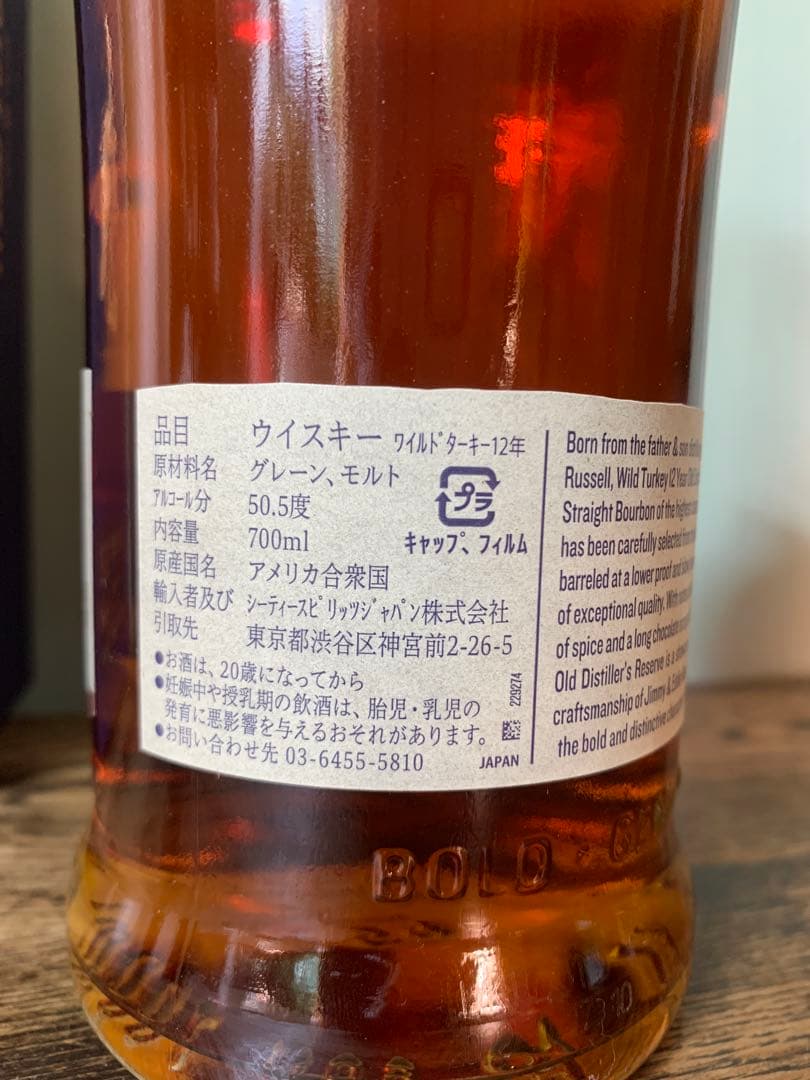 品目 ウイスキー ﾜｲﾙﾄﾞﾀｰｷｰ12年
原材料名 グレーン、モルト
ｱﾙｺｰﾙ分 50.5度
内容量 700ml
プラ
キャップ、フィルム
原産国名 アメリカ合衆国
輸入者及び ｼｰﾃｨｰｽﾋﾟﾘｯﾂｼﾞｬﾊﾟﾝ株式会社
引取先 東京都渋谷区神宮前2-26-5
●お酒は、20歳になってから
●妊娠中や授乳期の飲酒は、胎児・乳児の
発育に悪影響を与えるおそれがあります。
●お問い合わせ先 03-6455-5810
229274
JAPAN
Born from the father & son
Russell, Wild Turkey 12 Year Old
Straight Bourbon of the highest
has been carefully selected from
barreled at a lower proof and
of exceptional quality. With
of spice and a long chocolate
Old Distiller's Reserve is a
craftsmanship of Jimmy &
the bold and distinctive
BOLD